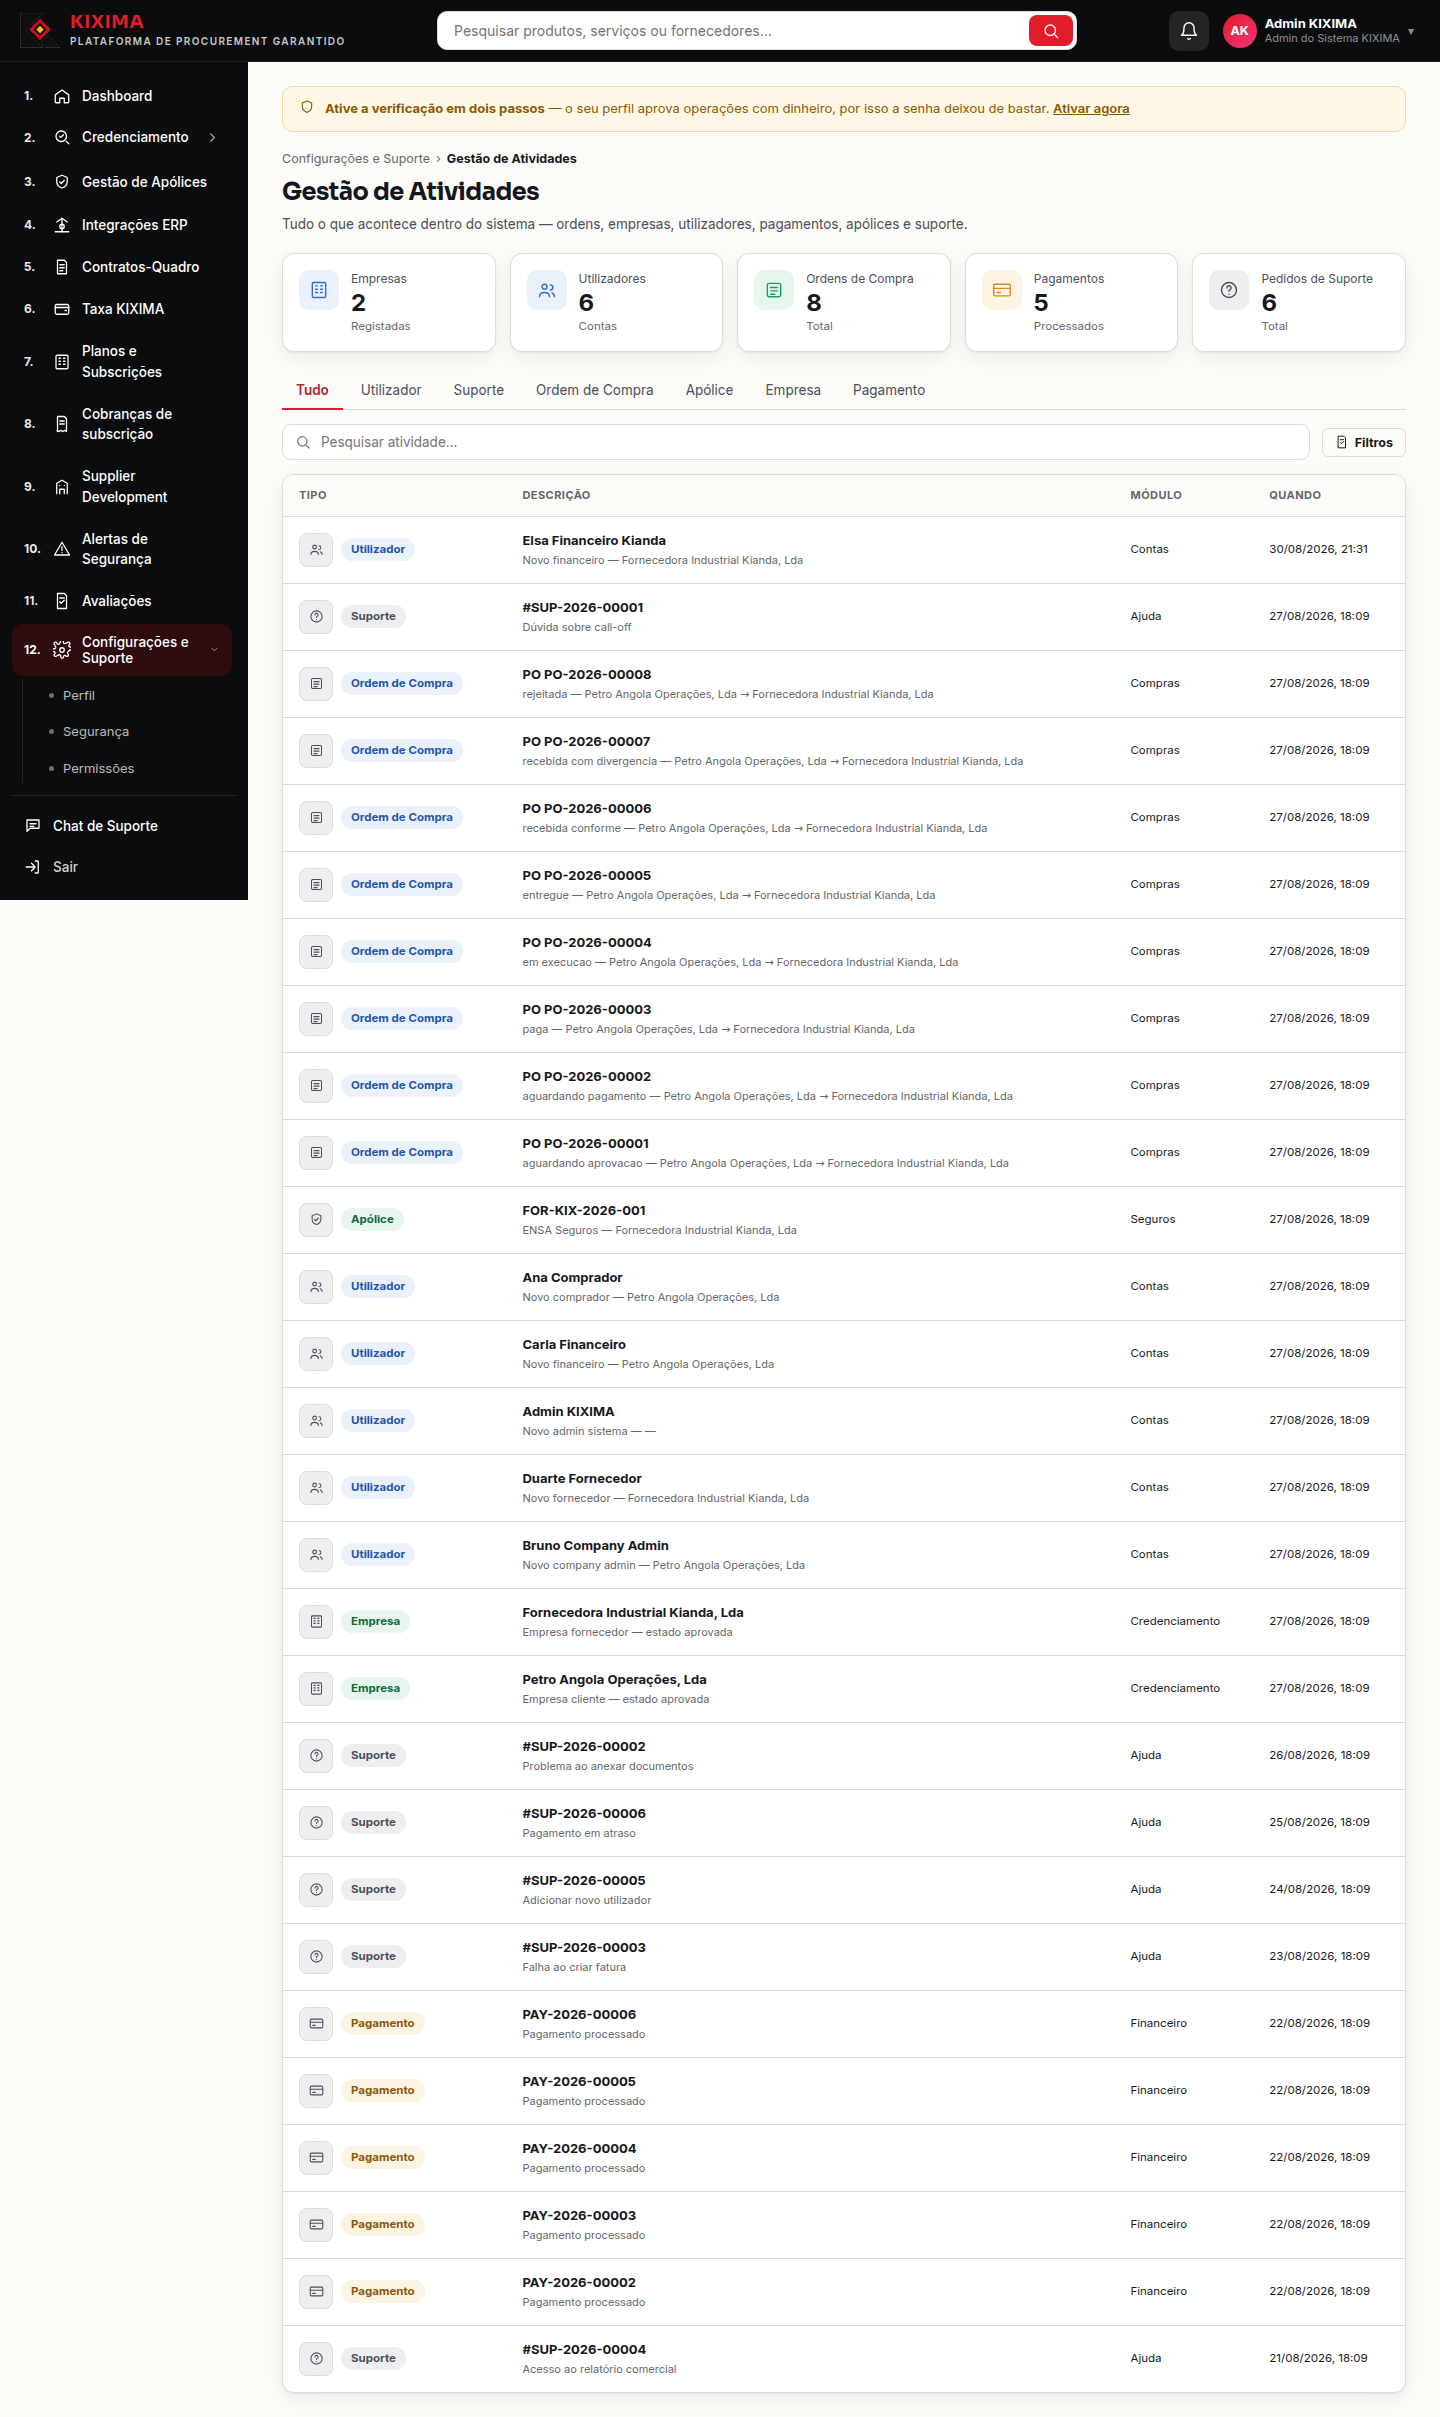 KIXIMA
PLATAFORMA DE PROCUREMENT GARANTIDO
Pesquisar produtos, serviços ou fornecedores...
AK
Admin KIXIMA
Admin do Sistema KIXIMA
1. Dashboard
2. Credenciamento
3. Gestão de Apólices
4. Integrações ERP
5. Contratos-Quadro
6. Taxa KIXIMA
7. Planos e
Subscrições
8. Cobranças de
subscrição
9. Supplier
Development
10. Alertas de
Segurança
11. Avaliações
12. Configurações e
Suporte
Perfil
Segurança
Permissões
Chat de Suporte
Sair
Ative a verificação em dois passos — o seu perfil aprova operações com dinheiro, por isso a senha deixou de bastar. Ativar agora
Configurações e Suporte › Gestão de Atividades
Gestão de Atividades
Tudo o que acontece dentro do sistema — ordens, empresas, utilizadores, pagamentos, apólices e suporte.
Empresas
2
Registadas
Utilizadores
6
Contas
Ordens de Compra
8
Total
Pagamentos
5
Processados
Pedidos de Suporte
6
Total
Tudo Utilizador Suporte Ordem de Compra Apólice Empresa Pagamento
Pesquisar atividade...
Filtros
TIPO DESCRIÇÃO MÓDULO QUANDO
Utilizador Elsa Financeiro Kianda Contas 30/08/2026, 21:31
Novo financeiro — Fornecedora Industrial Kianda, Lda
Suporte #SUP-2026-00001 Ajuda 27/08/2026, 18:09
Dúvida sobre call-off
Ordem de Compra PO PO-2026-00008 Compras 27/08/2026, 18:09
rejeitada — Petro Angola Operações, Lda → Fornecedora Industrial Kianda, Lda
Ordem de Compra PO PO-2026-00007 Compras 27/08/2026, 18:09
recebida com divergencia — Petro Angola Operações, Lda → Fornecedora Industrial Kianda, Lda
Ordem de Compra PO PO-2026-00006 Compras 27/08/2026, 18:09
recebida conforme — Petro Angola Operações, Lda → Fornecedora Industrial Kianda, Lda
Ordem de Compra PO PO-2026-00005 Compras 27/08/2026, 18:09
entregue — Petro Angola Operações, Lda → Fornecedora Industrial Kianda, Lda
Ordem de Compra PO PO-2026-00004 Compras 27/08/2026, 18:09
em execucao — Petro Angola Operações, Lda → Fornecedora Industrial Kianda, Lda
Ordem de Compra PO PO-2026-00003 Compras 27/08/2026, 18:09
paga — Petro Angola Operações, Lda → Fornecedora Industrial Kianda, Lda
Ordem de Compra PO PO-2026-00002 Compras 27/08/2026, 18:09
aguardando pagamento — Petro Angola Operações, Lda → Fornecedora Industrial Kianda, Lda
Ordem de Compra PO PO-2026-00001 Compras 27/08/2026, 18:09
aguardando aprovacao — Petro Angola Operações, Lda → Fornecedora Industrial Kianda, Lda
Apólice FOR-KIX-2026-001 Seguros 27/08/2026, 18:09
ENSA Seguros — Fornecedora Industrial Kianda, Lda
Utilizador Ana Comprador Contas 27/08/2026, 18:09
Novo comprador — Petro Angola Operações, Lda
Utilizador Carla Financeiro Contas 27/08/2026, 18:09
Novo financeiro — Petro Angola Operações, Lda
Utilizador Admin KIXIMA Contas 27/08/2026, 18:09
Novo admin sistema — —
Utilizador Duarte Fornecedor Contas 27/08/2026, 18:09
Novo fornecedor — Fornecedora Industrial Kianda, Lda
Utilizador Bruno Company Admin Contas 27/08/2026, 18:09
Novo company admin — Petro Angola Operações, Lda
Empresa Fornecedora Industrial Kianda, Lda Credenciamento 27/08/2026, 18:09
Empresa fornecedor — estado aprovada
Empresa Petro Angola Operações, Lda Credenciamento 27/08/2026, 18:09
Empresa cliente — estado aprovada
Suporte #SUP-2026-00002 Ajuda 26/08/2026, 18:09
Problema ao anexar documentos
Suporte #SUP-2026-00006 Ajuda 25/08/2026, 18:09
Pagamento em atraso
Suporte #SUP-2026-00005 Ajuda 24/08/2026, 18:09
Adicionar novo utilizador
Suporte #SUP-2026-00003 Ajuda 23/08/2026, 18:09
Falha ao criar fatura
Pagamento PAY-2026-00006 Financeiro 22/08/2026, 18:09
Pagamento processado
Pagamento PAY-2026-00005 Financeiro 22/08/2026, 18:09
Pagamento processado
Pagamento PAY-2026-00004 Financeiro 22/08/2026, 18:09
Pagamento processado
Pagamento PAY-2026-00003 Financeiro 22/08/2026, 18:09
Pagamento processado
Pagamento PAY-2026-00002 Financeiro 22/08/2026, 18:09
Pagamento processado
Suporte #SUP-2026-00004 Ajuda 21/08/2026, 18:09
Acesso ao relatório comercial